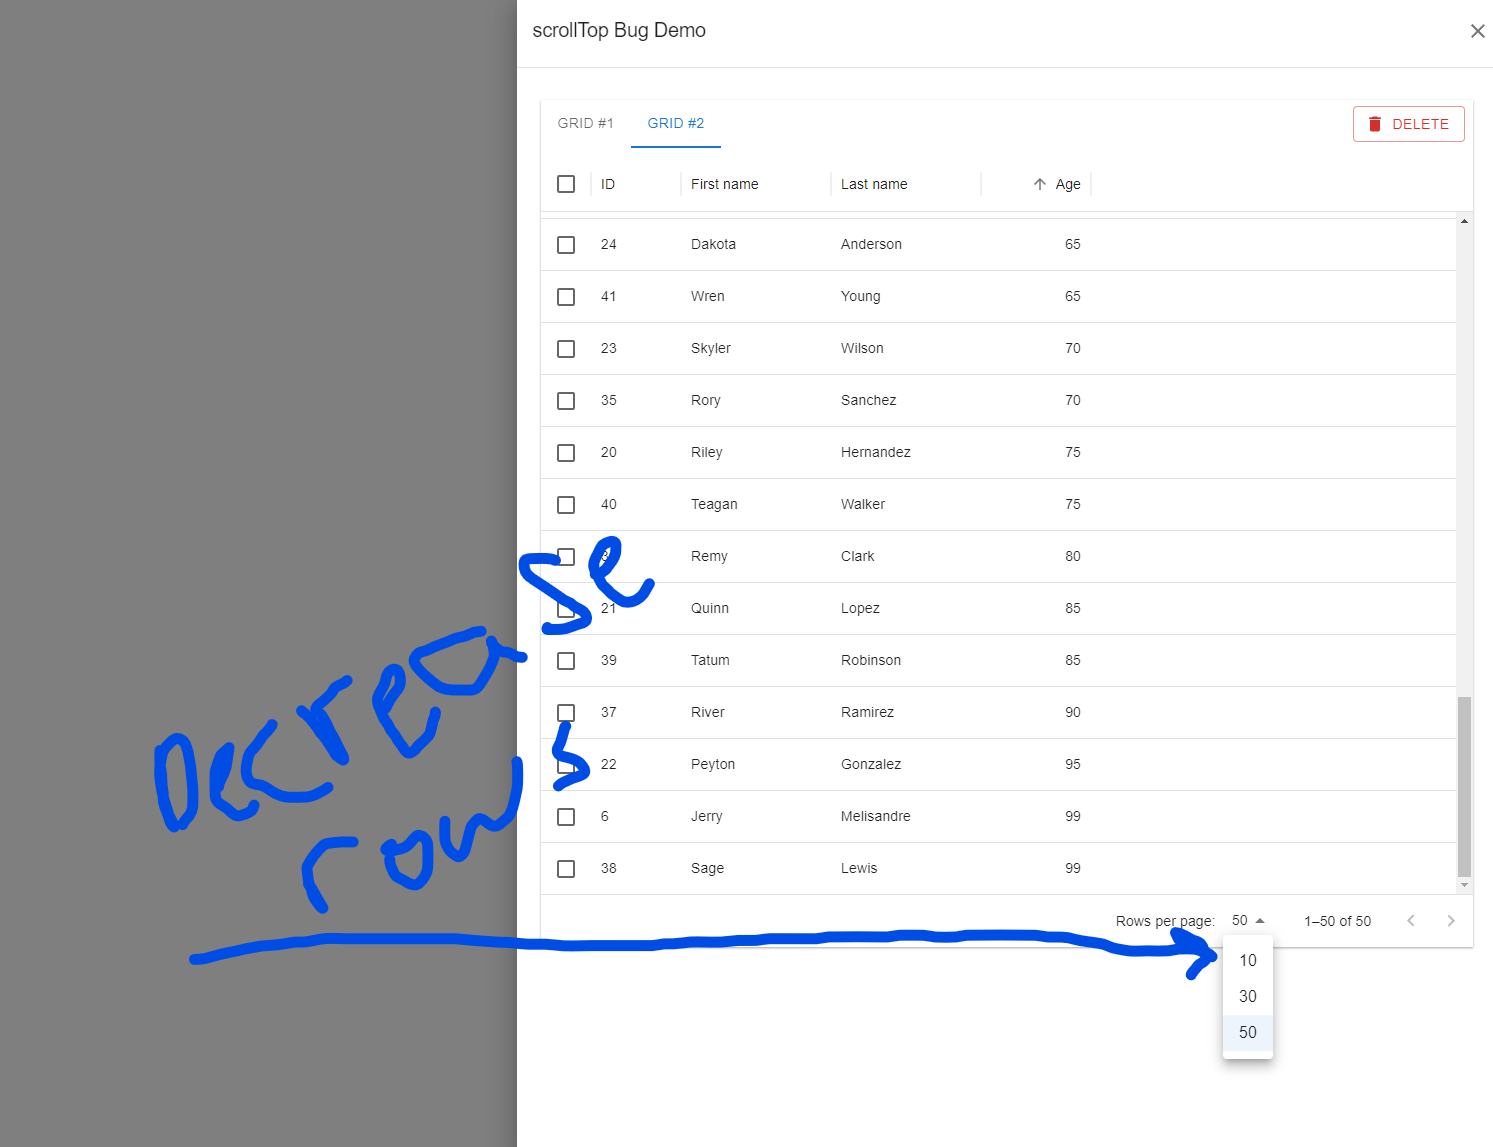 scrollTop Bug Demo
GRID #1 GRID #2 DELETE
ID First name Last name Age
24 Dakota Anderson 65
41 Wren Young 65
23 Skyler Wilson 70
35 Rory Sanchez 70
20 Riley Hernandez 75
40 Teagan Walker 75
Remy Clark 80
21 Quinn Lopez 85
39 Tatum Robinson 85
37 River Ramirez 90
22 Peyton Gonzalez 95
6 Jerry Melisandre 99
38 Sage Lewis 99
Decrease
rows
Rows per page: 50 1–50 of 50
10
30
50